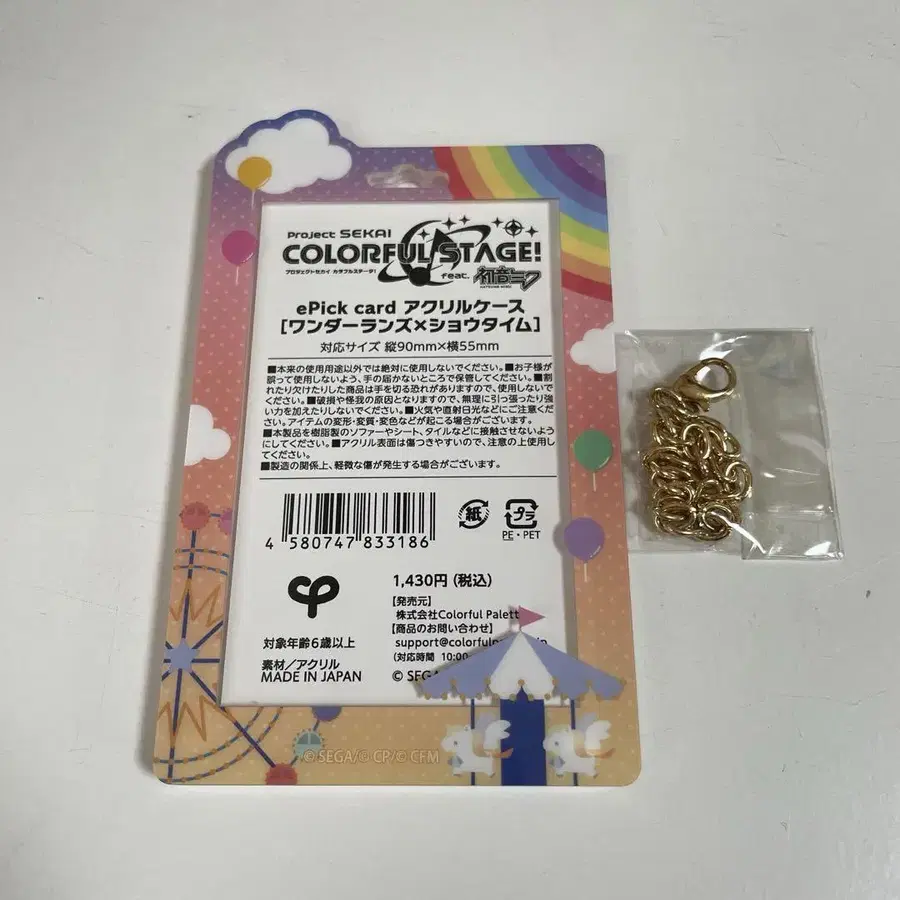 Project SEKAI
COLORFUL STAGE!
プロジェクトセカイ カラフルステージ!
feat. 初音ミク
HATSUNE MIKU
ePick card アクリルケース
[ワンダーランズ×ショウタイム]
対応サイズ 縦90mm×横55mm
■本来の使用用途以外では絶対に使用しないでください。■お子様が
誤って使用しないよう、手の届かないところで保管してください。■割
れたり欠けたりした商品は手を切る恐れがありますので、使用しないで
ください。■破損や怪我の原因となりますので、無理に引っ張ったり強
い力を加えたりしないでください。■火気や直射日光などにご注意くだ
さい。アイテムの変形・変質・変色などが起こる場合がございます。
■本製品を樹脂製のソファーやシート、タイルなどに接触させないよう
にしてください。■アクリル表面は傷つきやすいので、注意の上使用し
てください。
■製造の関係上、軽微な傷が発生する場合がございます。
4 580747 833186
紙
プラ
PE・PET
1,430円(税込)
【発売元】
株式会社Colorful Palett
【商品のお問い合わせ】
support@colorful
(対応時間 10:00
© SEGA
対象年齢6歳以上
素材/アクリル
MADE IN JAPAN
© SEGA/© CP/© CFM